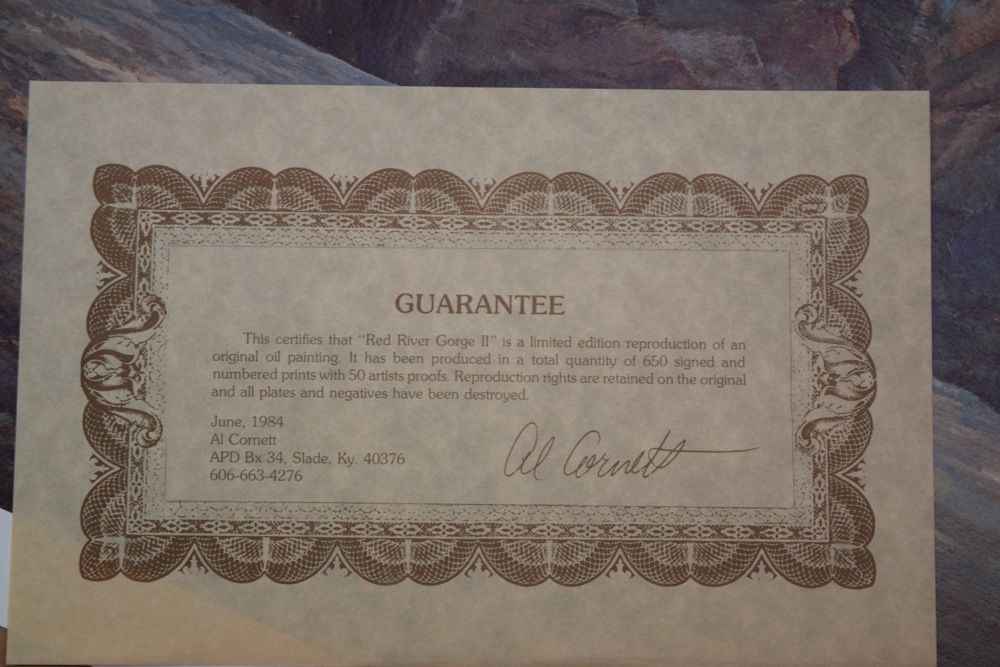 GUARANTEE
This certifies that "Red River Gorge II" is a limited edition reproduction of an
original oil painting. It has been produced in a total quantity of 650 signed and
numbered prints with 50 artists proofs. Reproduction rights are retained on the original
and all plates and negatives have been destroyed.
June, 1984
Al Cornett
APD Bx 34, Slade, Ky. 40376
606-663-4276
Al Cornett